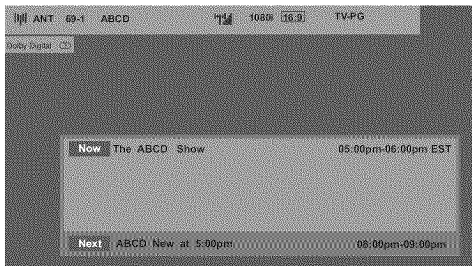 ANT 69-1 ABCD 1080i 16:9 TV-PG
Dolby Digital
Now The ABCD Show 05:00pm-06:00pm EST
Next ABCD New at 5:00pm 08:00pm-09:00pm